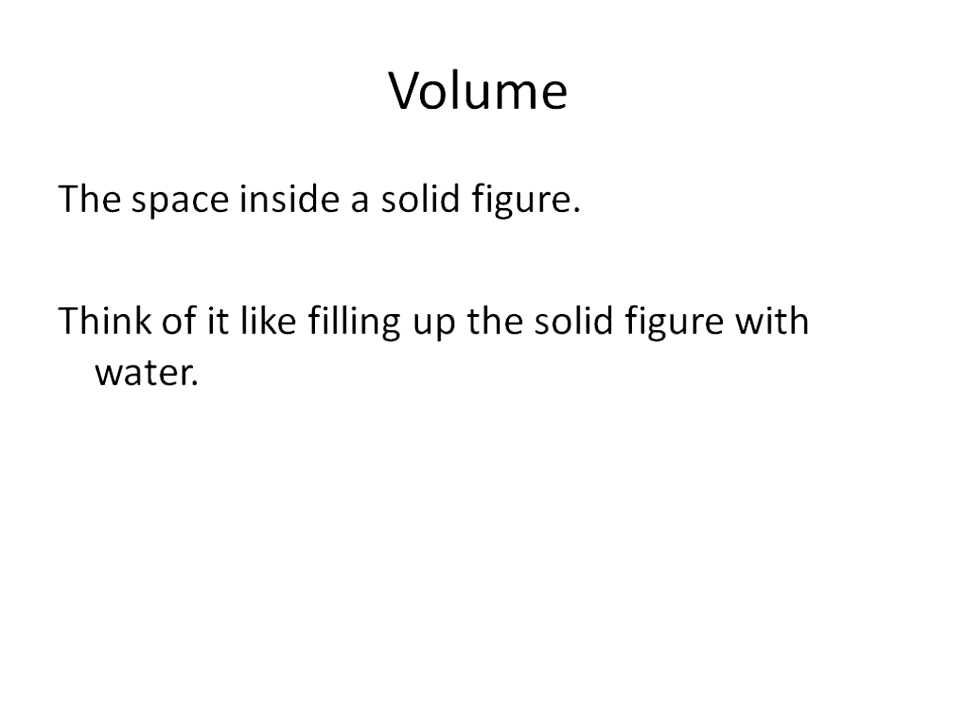 Volume
The space inside a solid figure.
Think of it like filling up the solid figure with
water.